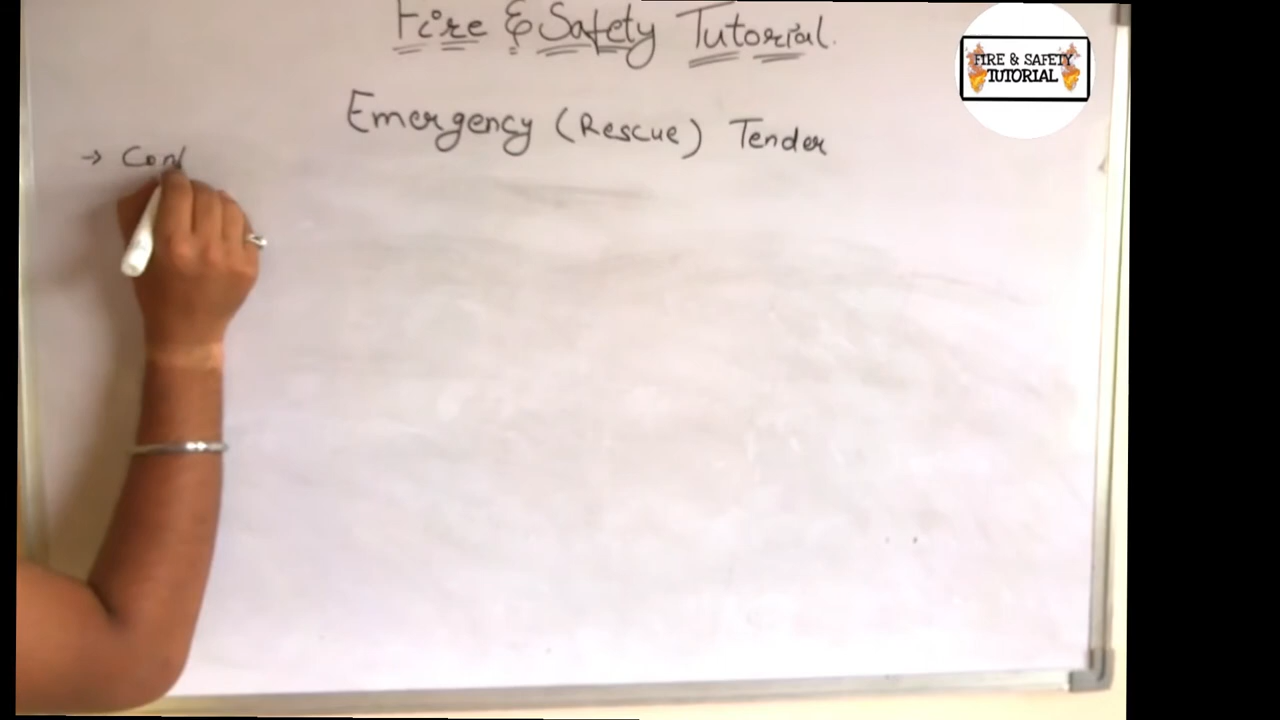 Fire & Safety Tutorial.
FIRE & SAFETY
TUTORIAL
Emergency (Rescue) Tender
→ Con